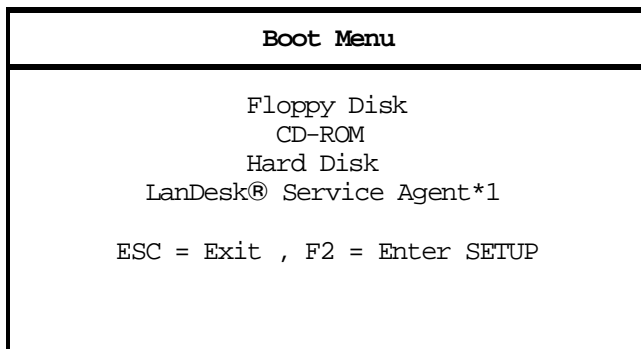 Boot Menu
Floppy Disk
CD-ROM
Hard Disk
LanDesk® Service Agent*1
ESC = Exit , F2 = Enter SETUP